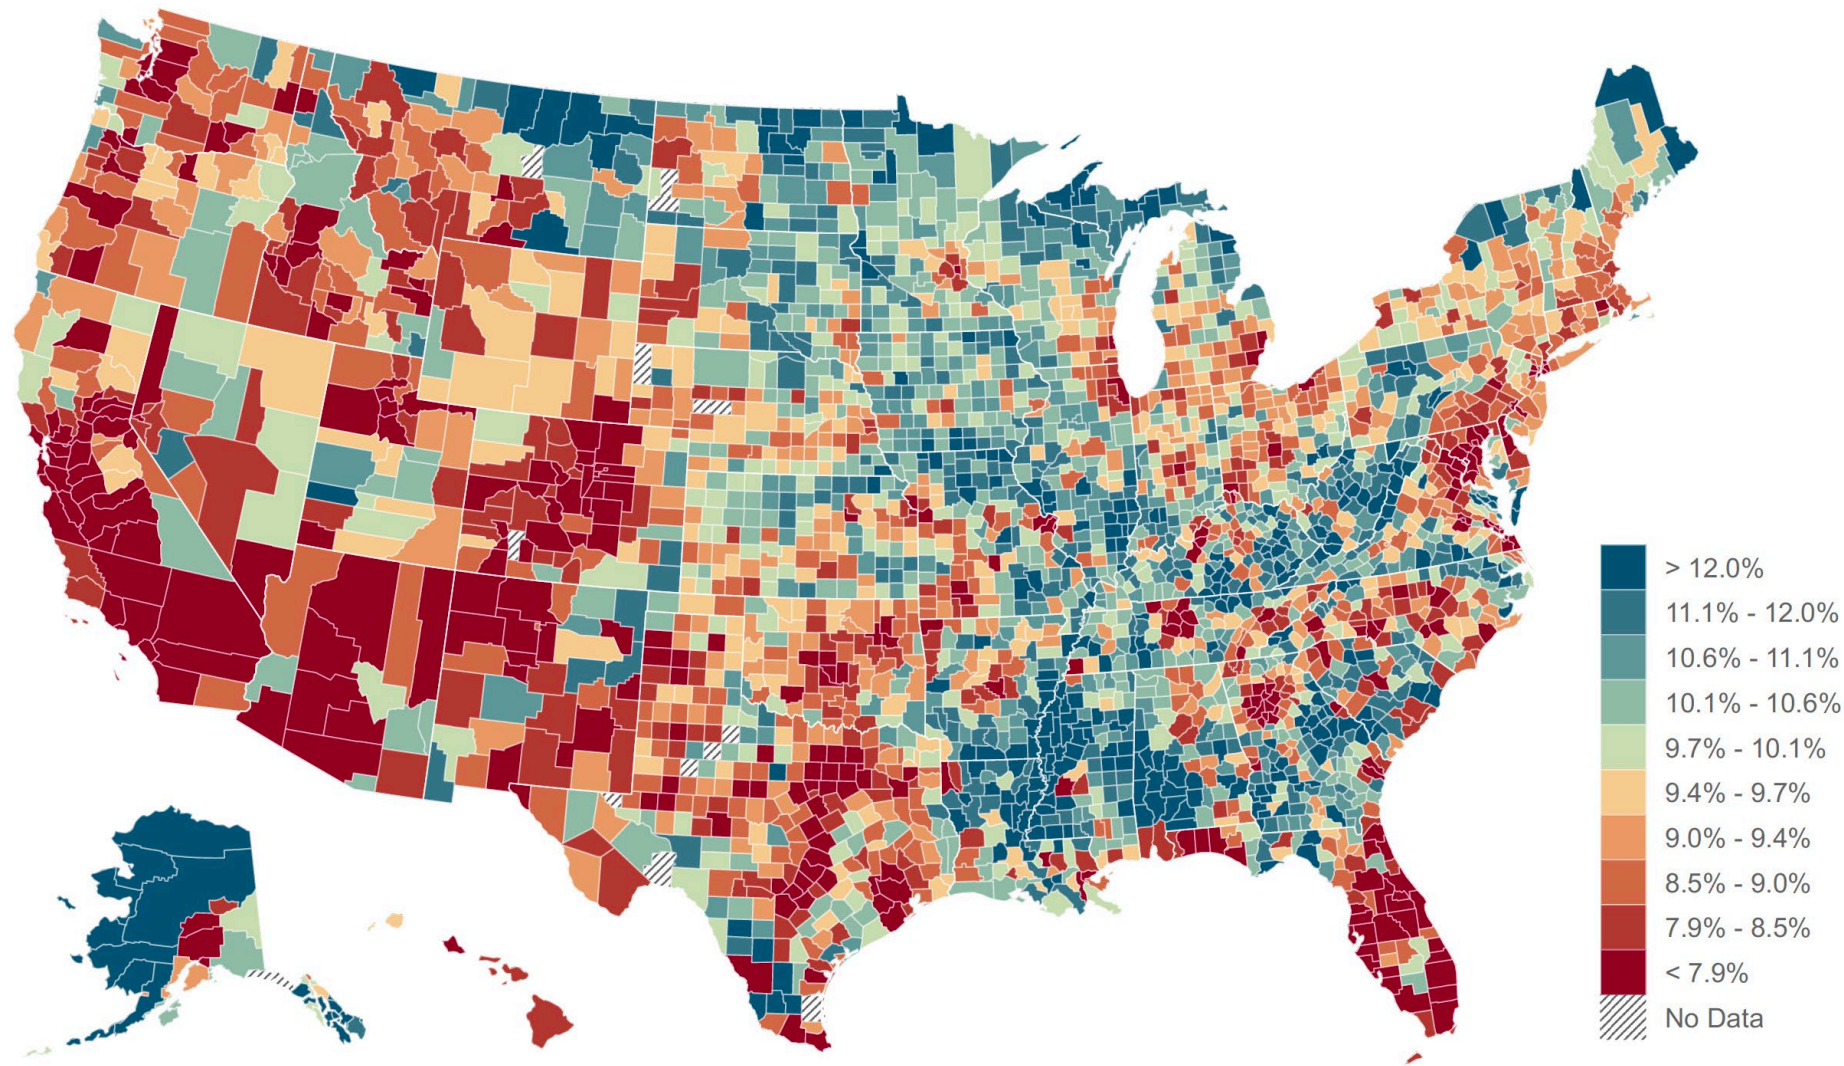 > 12.0%
11.1% - 12.0%
10.6% - 11.1%
10.1% - 10.6%
9.7% - 10.1%
9.4% - 9.7%
9.0% - 9.4%
8.5% - 9.0%
7.9% - 8.5%
< 7.9%
No Data